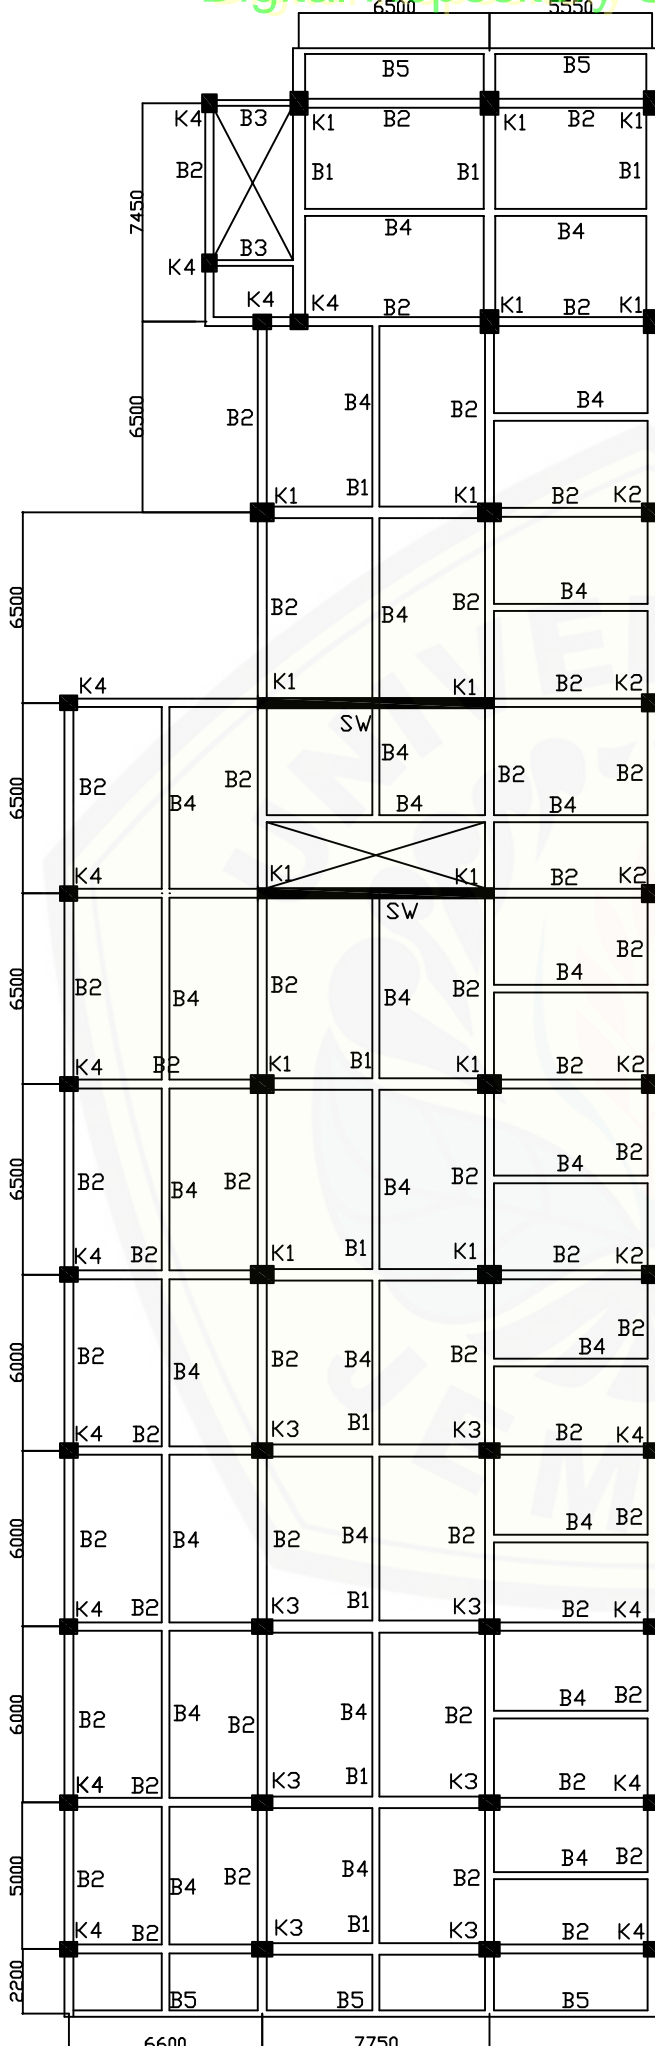 6500 5550
B5 B5
K4 B3 K1 B2 K1 B2 K1
B2 B1 B1 B1
7450
B4 B4
K4 B3
K4 K4 B2 K1 B2 K1
B4 B4
6500 B2 B2
K1 B1 K1 B2 K2
6500 B2 B4 B2 B4
K4 K1 K1 B2 K2
SW
6500 B2 B4 B2 B4 B2 B2
B4 B4
K4 K1 K1 B2 K2
SW
B2
6500 B2 B4 B2 B4 B2 B4
K4 B2 K1 B1 K1 B2 K2
6500 B2 B4 B2 B4 B2 B4 B2
K4 B2 K1 B1 K1 B2 K2
6000 B2 B4 B2 B4 B2 B4 B2
K4 B2 K3 B1 K3 B2 K4
6000 B2 B4 B2 B4 B2 B4 B2
K4 B2 K3 B1 K3 B2 K4
6000 B2 B4 B2 B4 B2 B4 B2
K4 B2 K3 B1 K3 B2 K4
5000 B2 B4 B2 B4 B2 B4 B2
K4 B2 K3 B1 K3 B2 K4
2200 B5 B5 B5
6600 7750
JEM